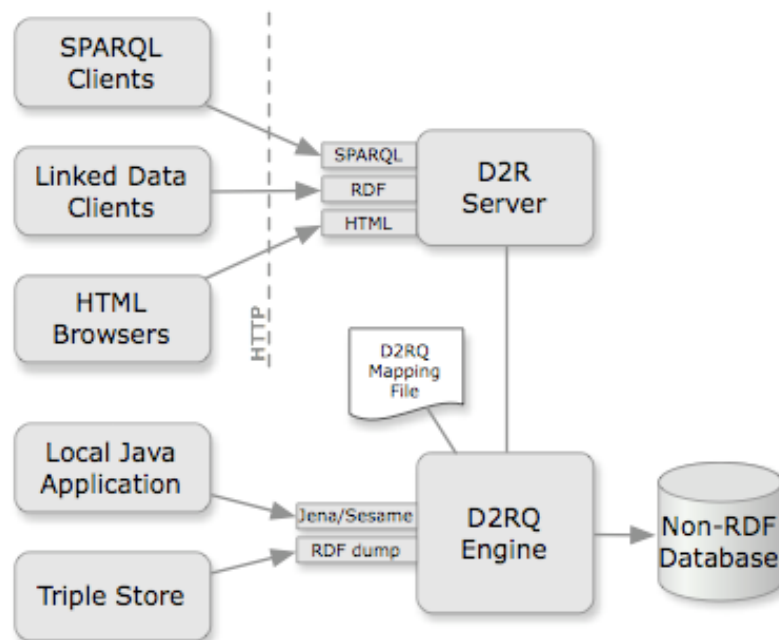 SPARQL
Clients
Linked Data
Clients
HTML
Browsers
HTTP
SPARQL
RDF
HTML
D2R
Server
D2RQ
Mapping
File
Local Java
Application
Triple Store
Jena/Sesame
RDF dump
D2RQ
Engine
Non-RDF
Database